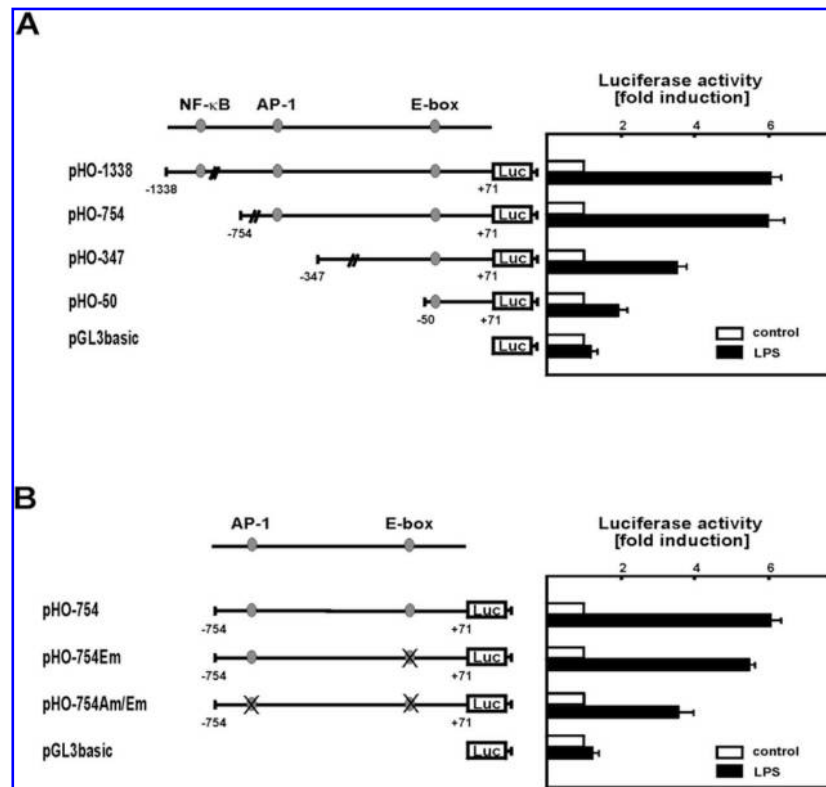 A
Luciferase activity
[fold induction]
NF-κB AP-1 E-box
2 6
pHO-1338 Luc
-1338 +71
pHO-754 Luc
-754 +71
pHO-347 Luc
-347 +71
pHO-50 Luc
-50 +71
control
pGL3basic Luc
LPS
B
AP-1 E-box
Luciferase activity
[fold induction]
2 6
pHO-754 Luc
-754 +71
pHO-754Em Luc
-754 +71
pHO-754Am/Em Luc
-754 +71
pGL3basic Luc
control
LPS